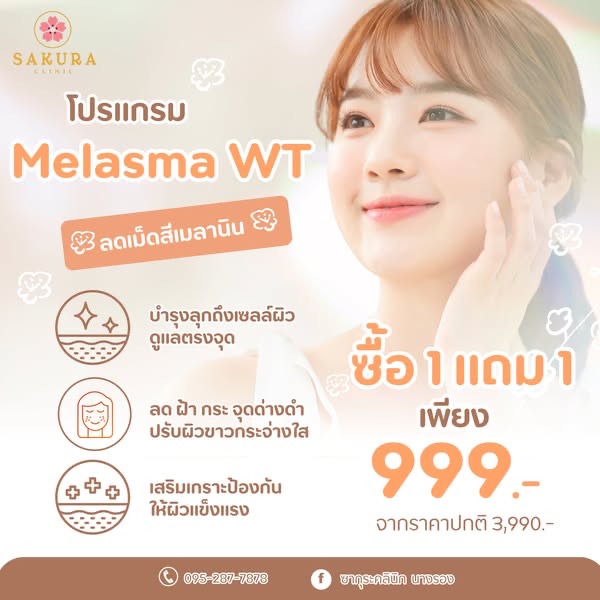 SAKURA
CLINIC
โปรแกรม
Melasma WT
ลดเม็ดสีเมลานิน
บำรุงลุกถึงเซลล์ผิว
ดูแลตรงจุด
ลด ฝ้า กระ จุดด่างดำ
ปรับผิวขาวกระจ่างใส
เสริมเกราะป้องกัน
ให้ผิวแข็งแรง
ซื้อ 1 แถม 1
เพียง
999.-
จากราคาปกติ 3,990.-
095-287-7878
ซากุระคลินิก นางรอง